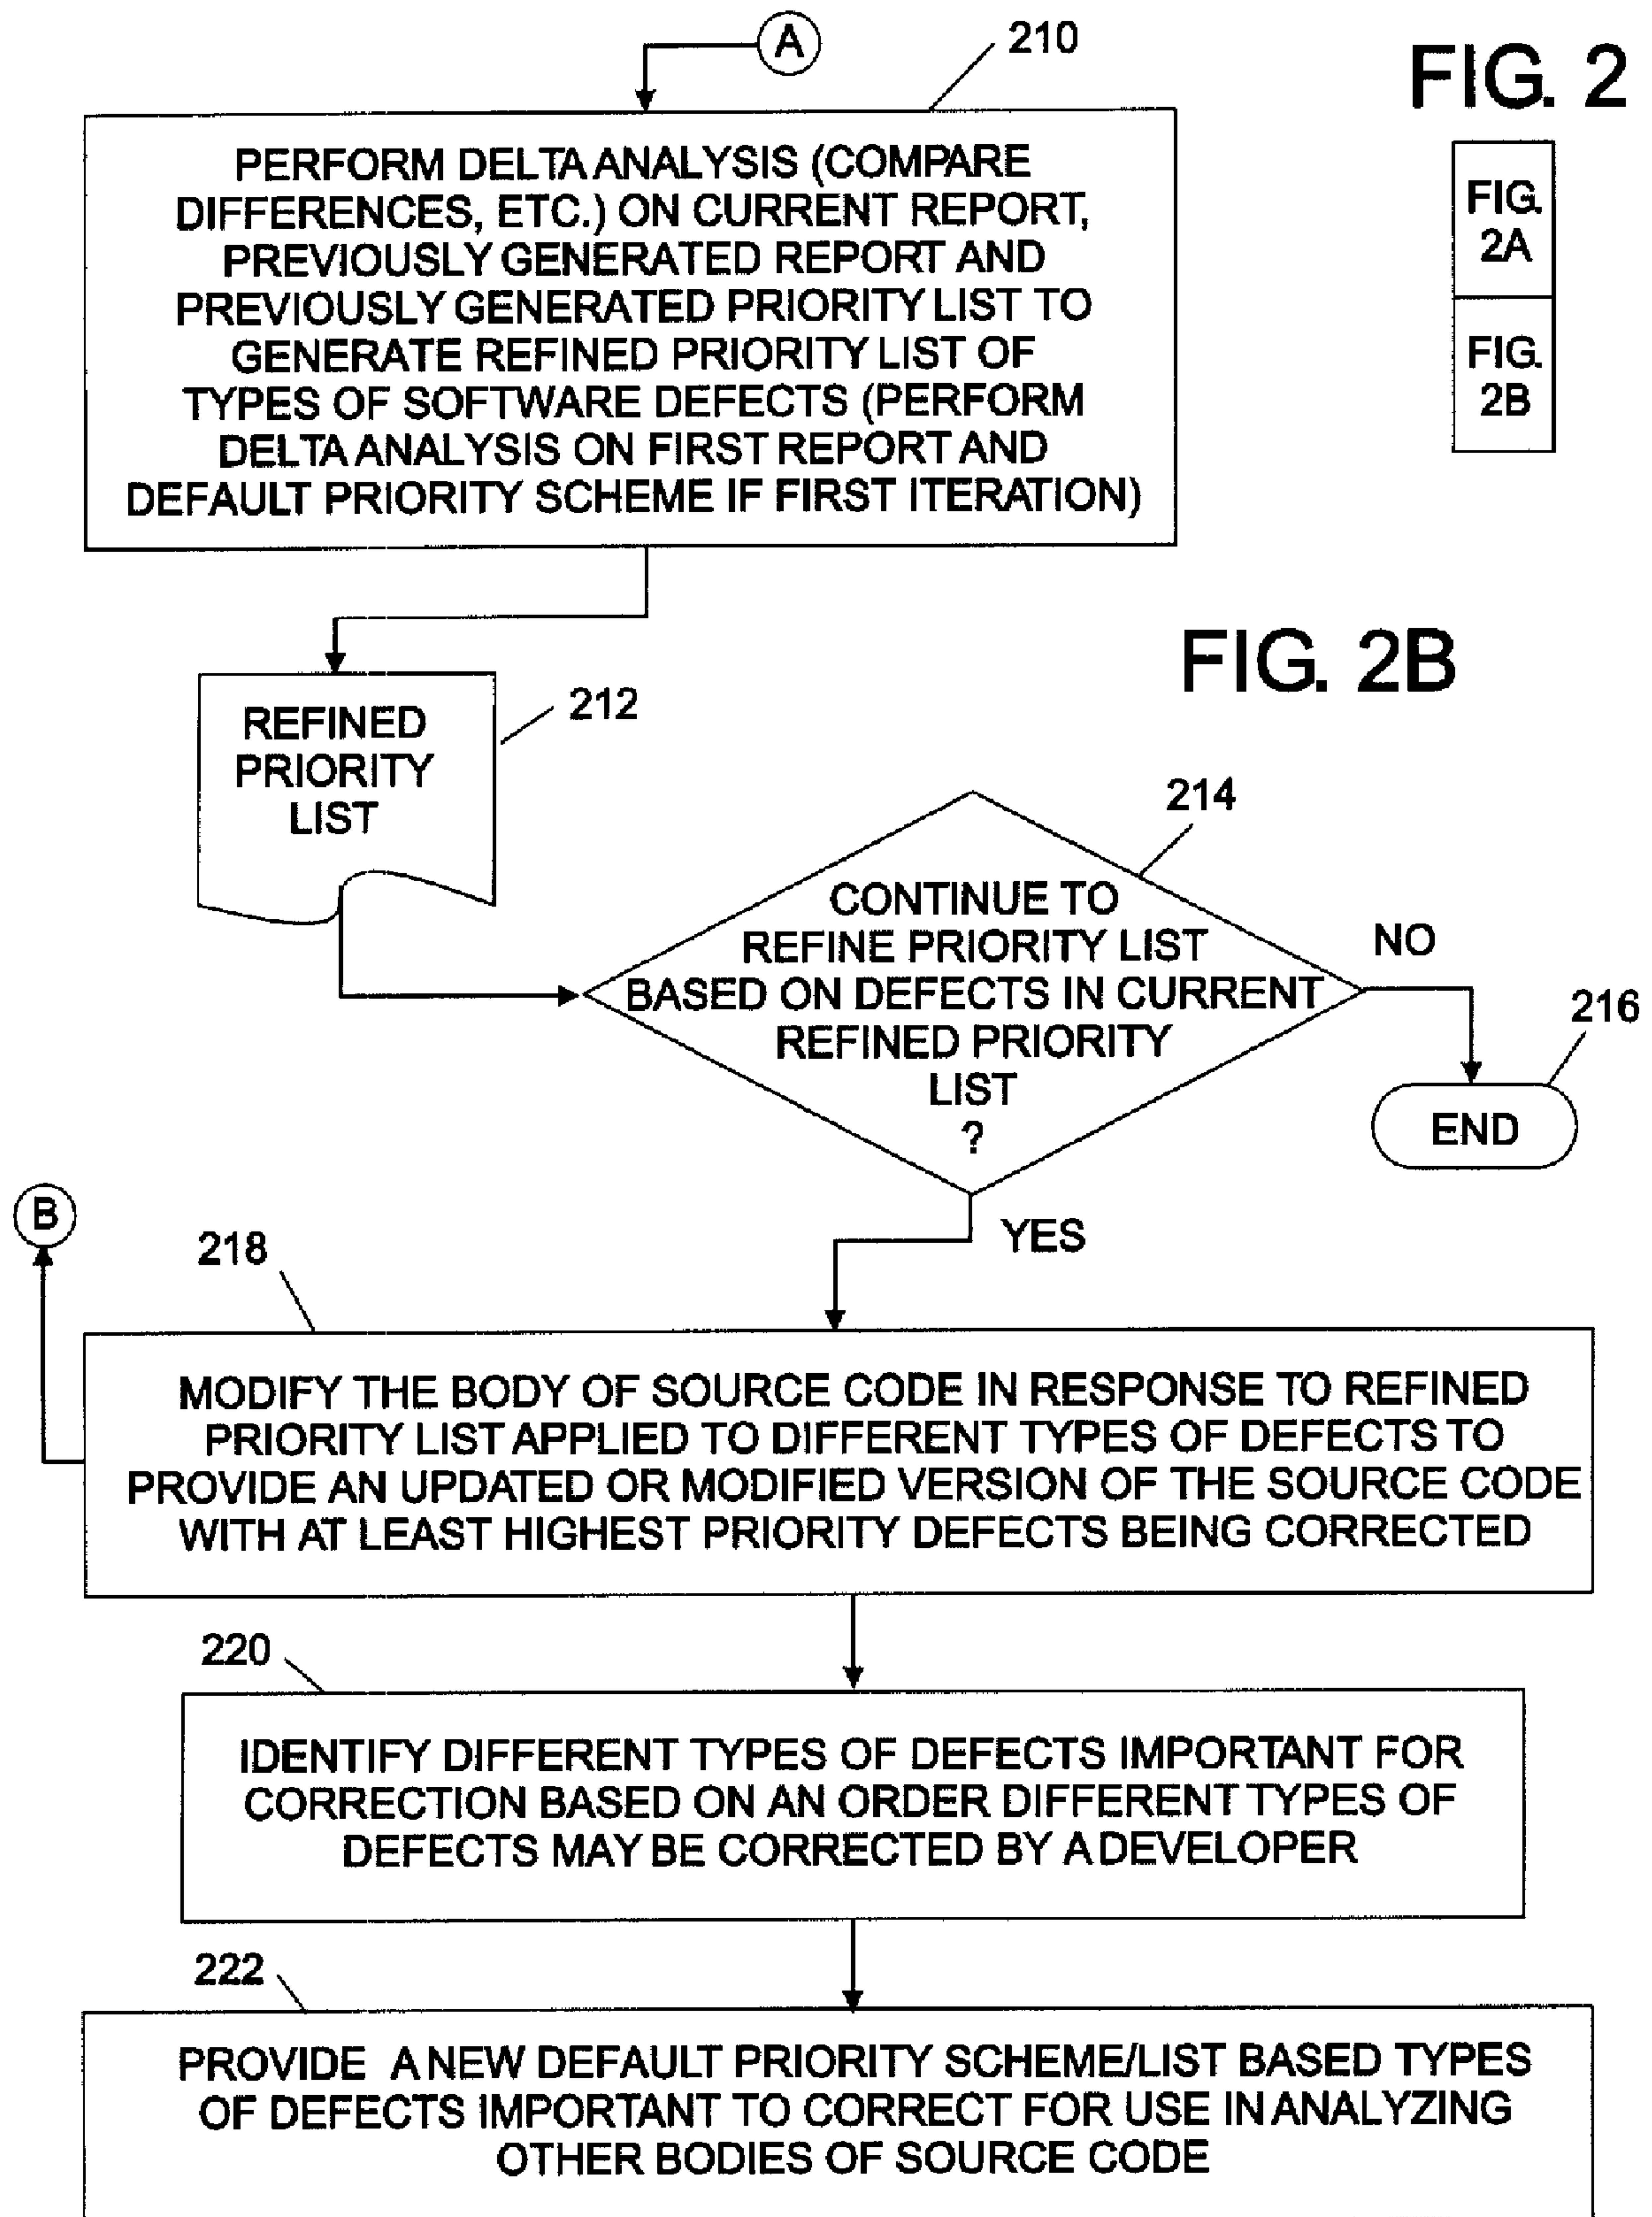 A
210
FIG. 2
FIG.
2A
FIG.
2B
PERFORM DELTA ANALYSIS (COMPARE
DIFFERENCES, ETC.) ON CURRENT REPORT,
PREVIOUSLY GENERATED REPORT AND
PREVIOUSLY GENERATED PRIORITY LIST TO
GENERATE REFINED PRIORITY LIST OF
TYPES OF SOFTWARE DEFECTS (PERFORM
DELTA ANALYSIS ON FIRST REPORT AND
DEFAULT PRIORITY SCHEME IF FIRST ITERATION)
FIG. 2B
REFINED
PRIORITY
LIST
212
214
CONTINUE TO
REFINE PRIORITY LIST
BASED ON DEFECTS IN CURRENT
REFINED PRIORITY
LIST
?
NO
216
END
YES
B
218
MODIFY THE BODY OF SOURCE CODE IN RESPONSE TO REFINED
PRIORITY LIST APPLIED TO DIFFERENT TYPES OF DEFECTS TO
PROVIDE AN UPDATED OR MODIFIED VERSION OF THE SOURCE CODE
WITH AT LEAST HIGHEST PRIORITY DEFECTS BEING CORRECTED
220
IDENTIFY DIFFERENT TYPES OF DEFECTS IMPORTANT FOR
CORRECTION BASED ON AN ORDER DIFFERENT TYPES OF
DEFECTS MAY BE CORRECTED BY A DEVELOPER
222
PROVIDE A NEW DEFAULT PRIORITY SCHEME/LIST BASED TYPES
OF DEFECTS IMPORTANT TO CORRECT FOR USE IN ANALYZING
OTHER BODIES OF SOURCE CODE